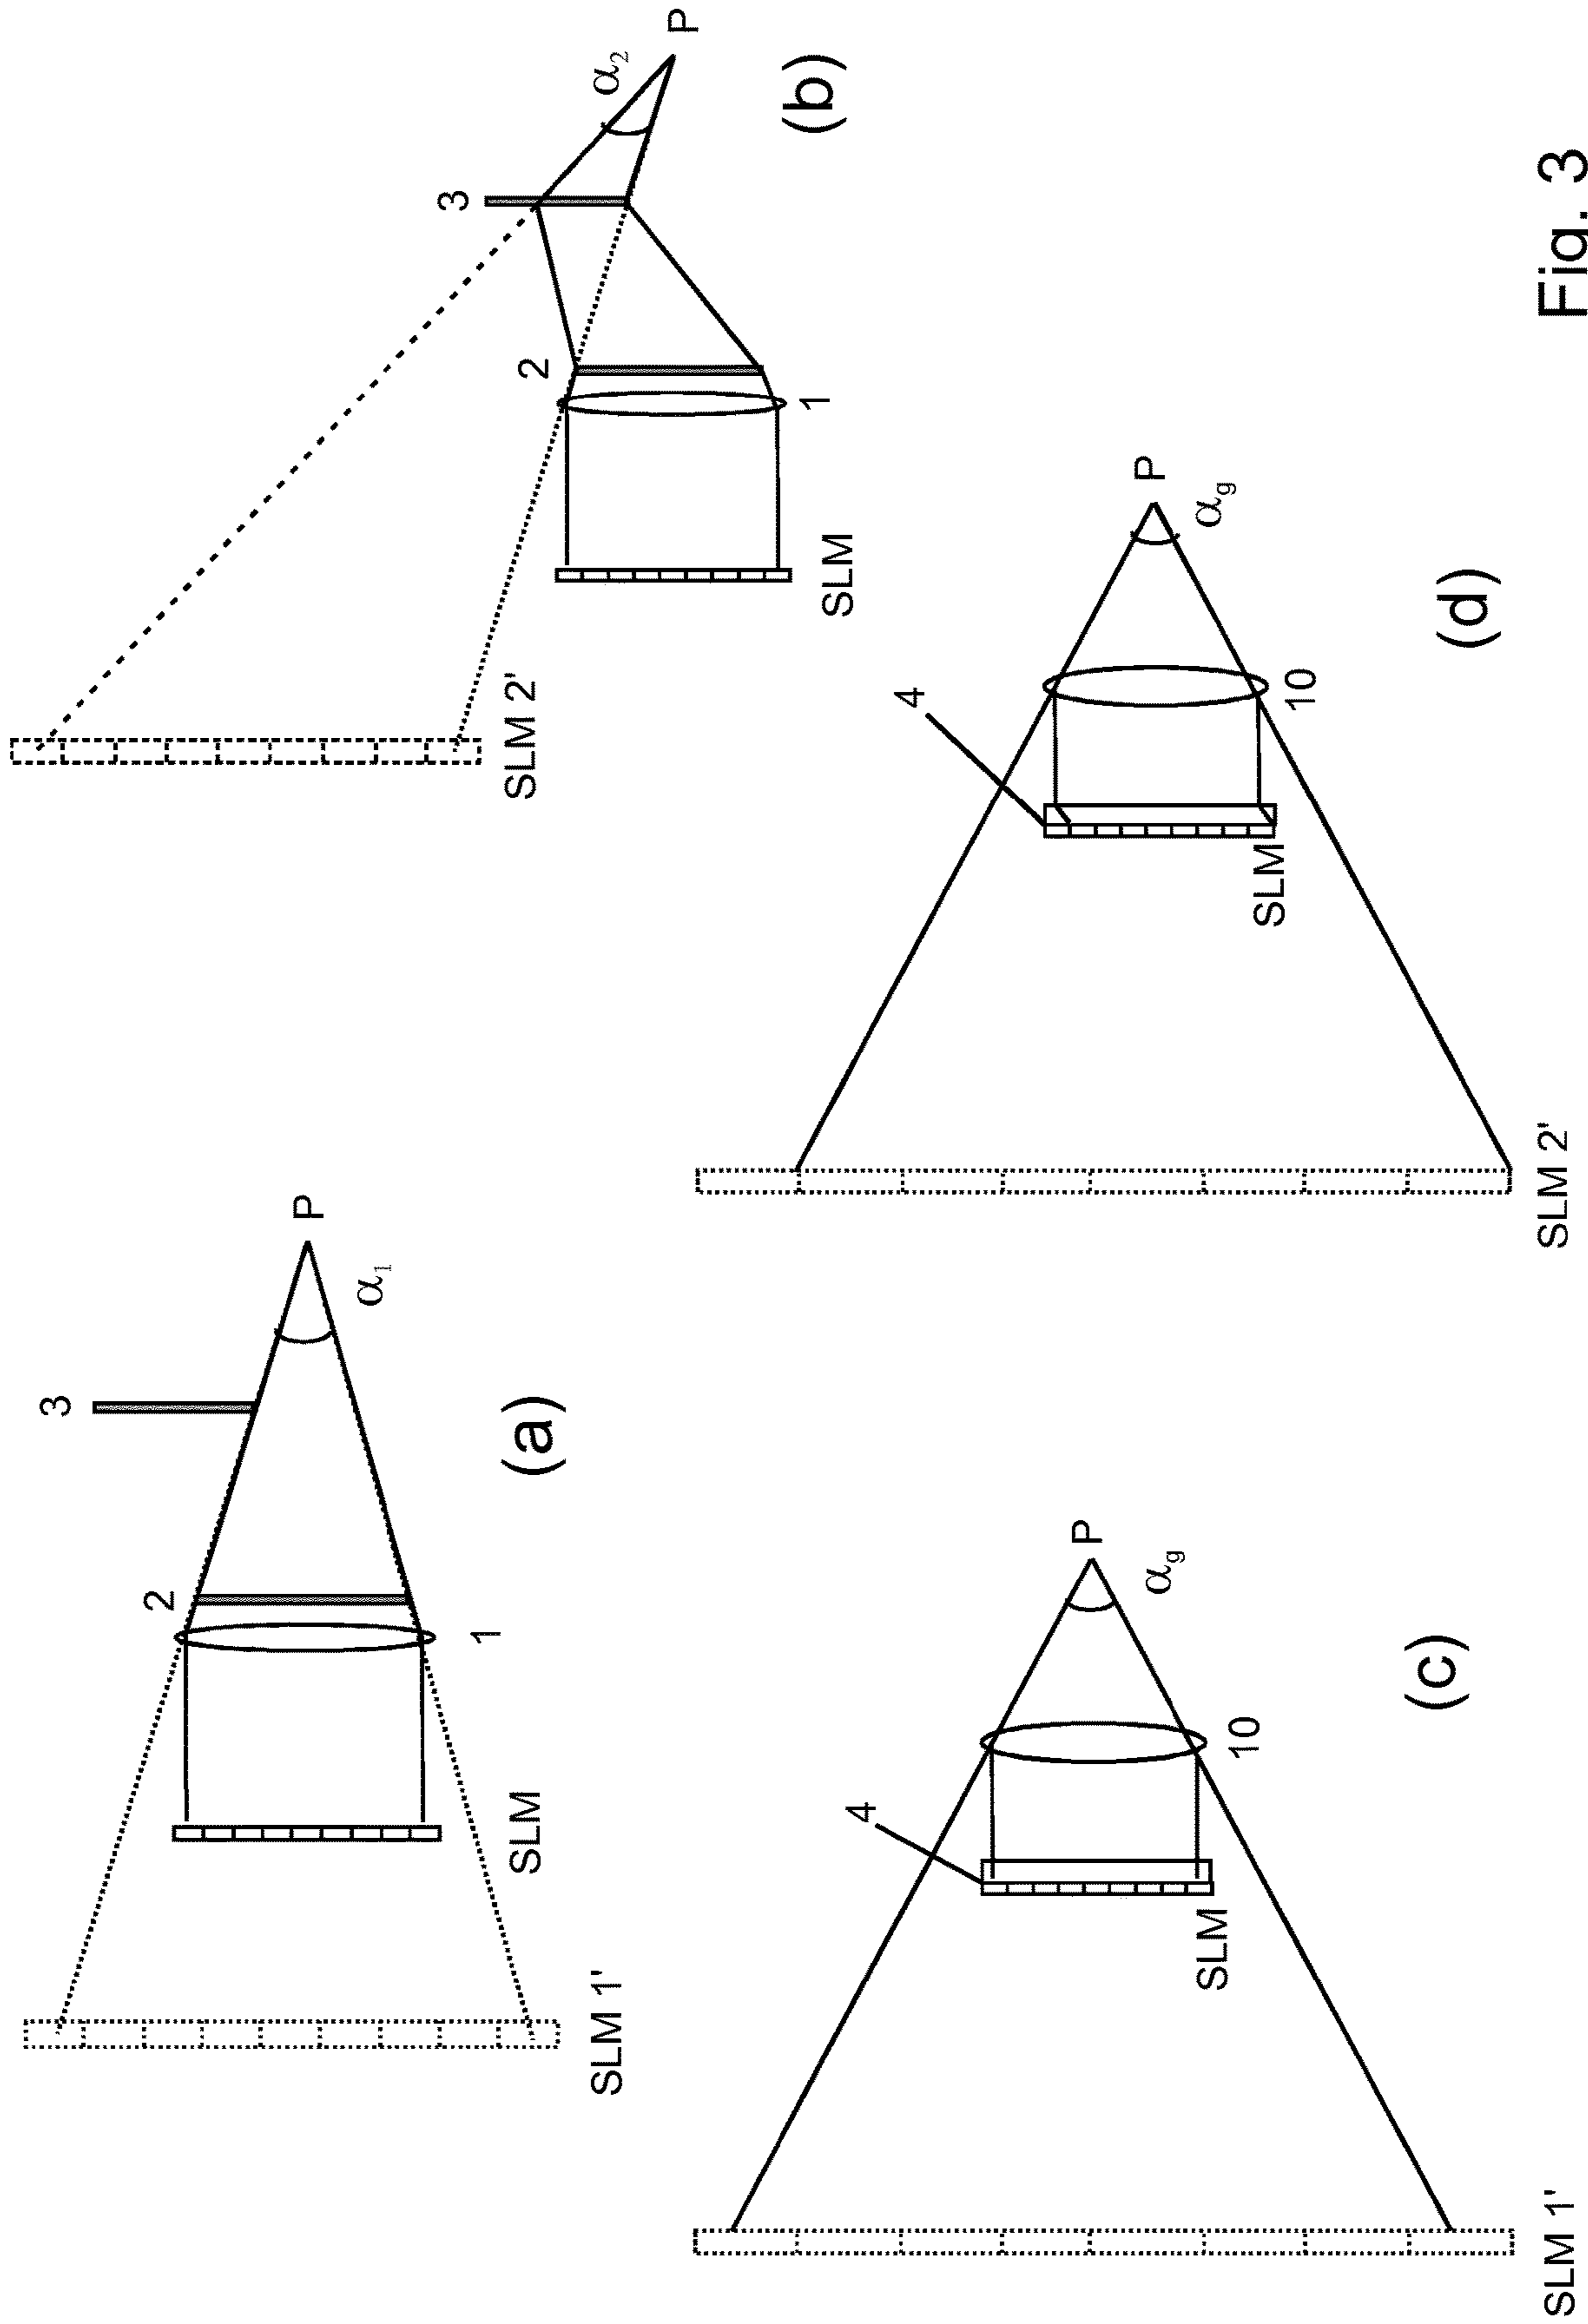 3
2
P
α₁
1
SLM
SLM 1'
(a)
3
P
α₂
2
1
SLM
SLM 2'
(b)
4
P
αg
10
SLM
SLM 1'
(c)
4
P
αg
10
SLM
SLM 2'
(d)
Fig. 3